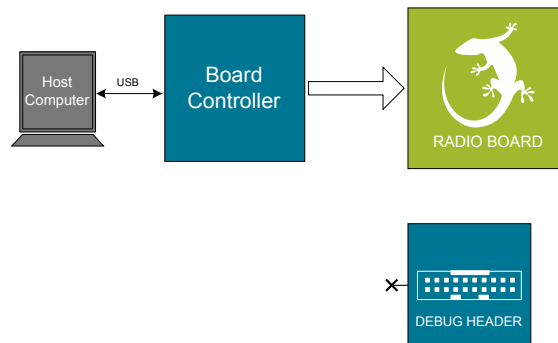 Host
Computer
USB
Board
Controller
RADIO BOARD
DEBUG HEADER